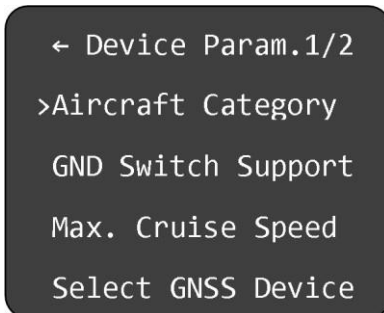 ← Device Param.1/2
>Aircraft Category
GND Switch Support
Max. Cruise Speed
Select GNSS Device